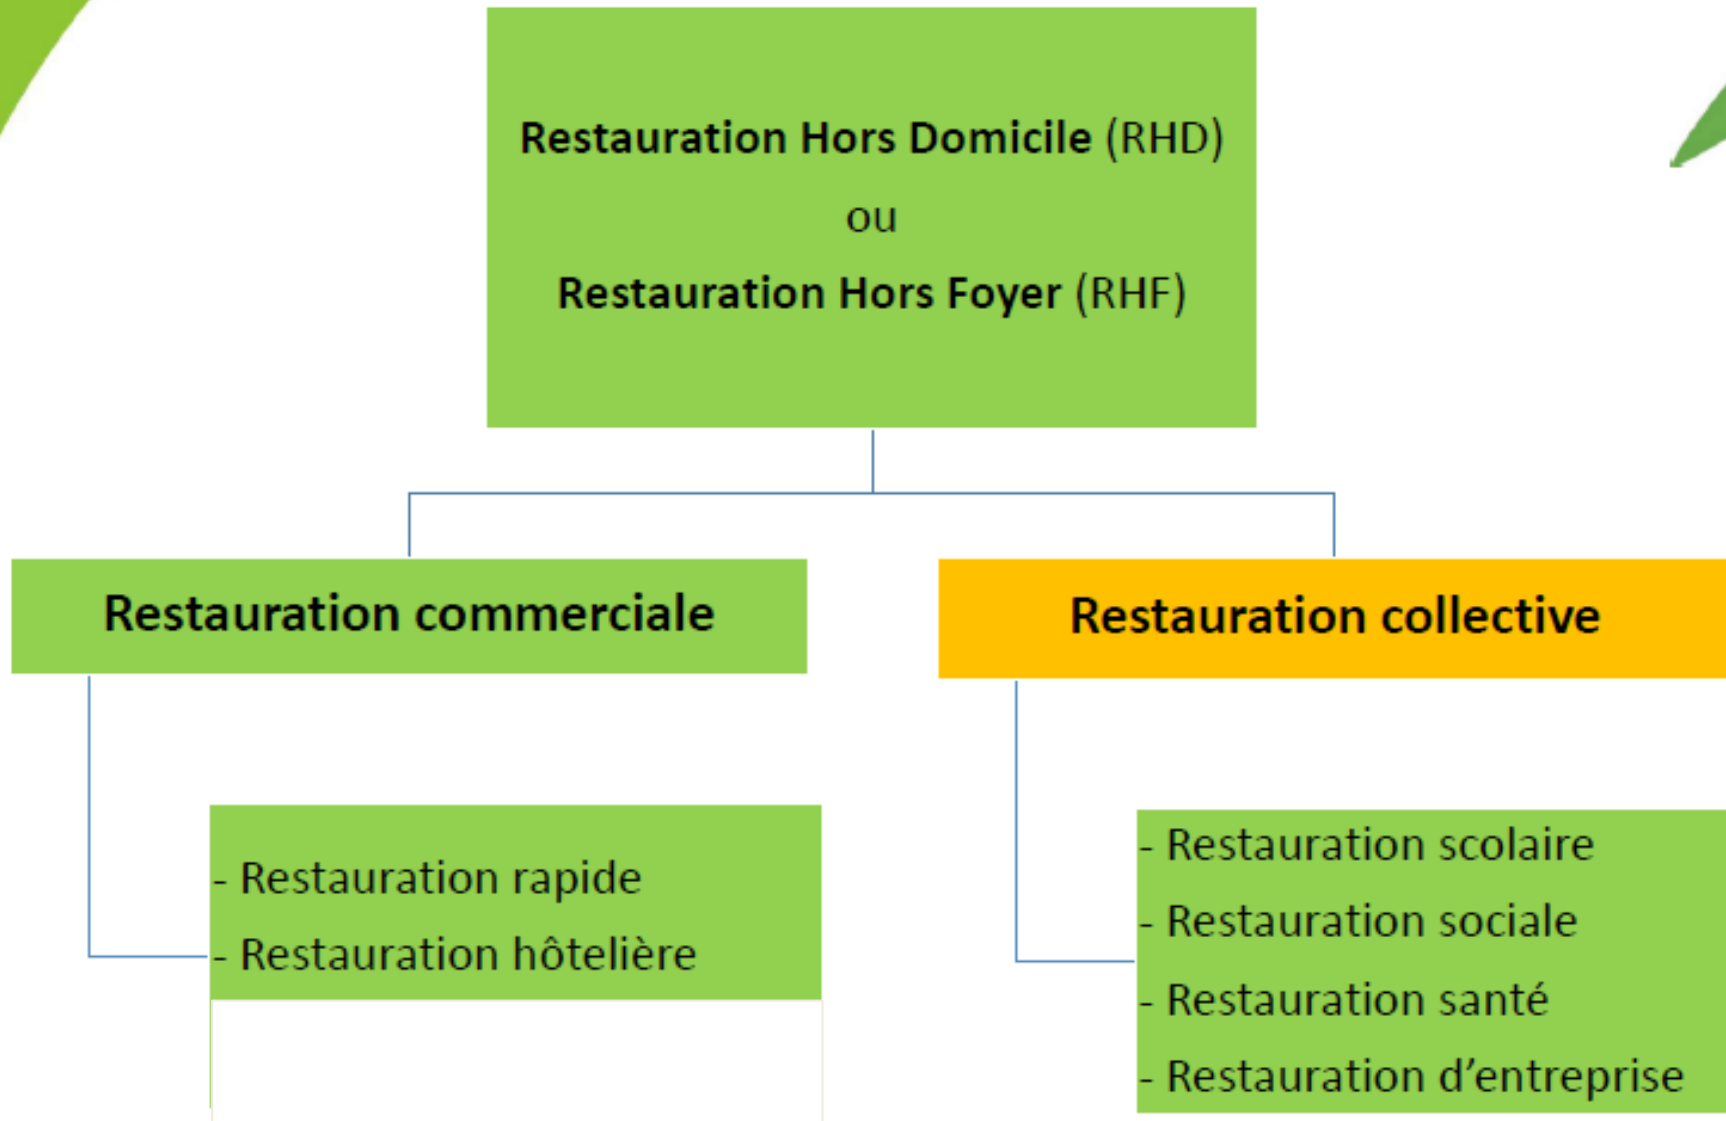 Restauration Hors Domicile (RHD)
ou
Restauration Hors Foyer (RHF)
Restauration commerciale
Restauration collective
- Restauration rapide
- Restauration hôtelière
- Restauration scolaire
- Restauration sociale
- Restauration santé
- Restauration d’entreprise